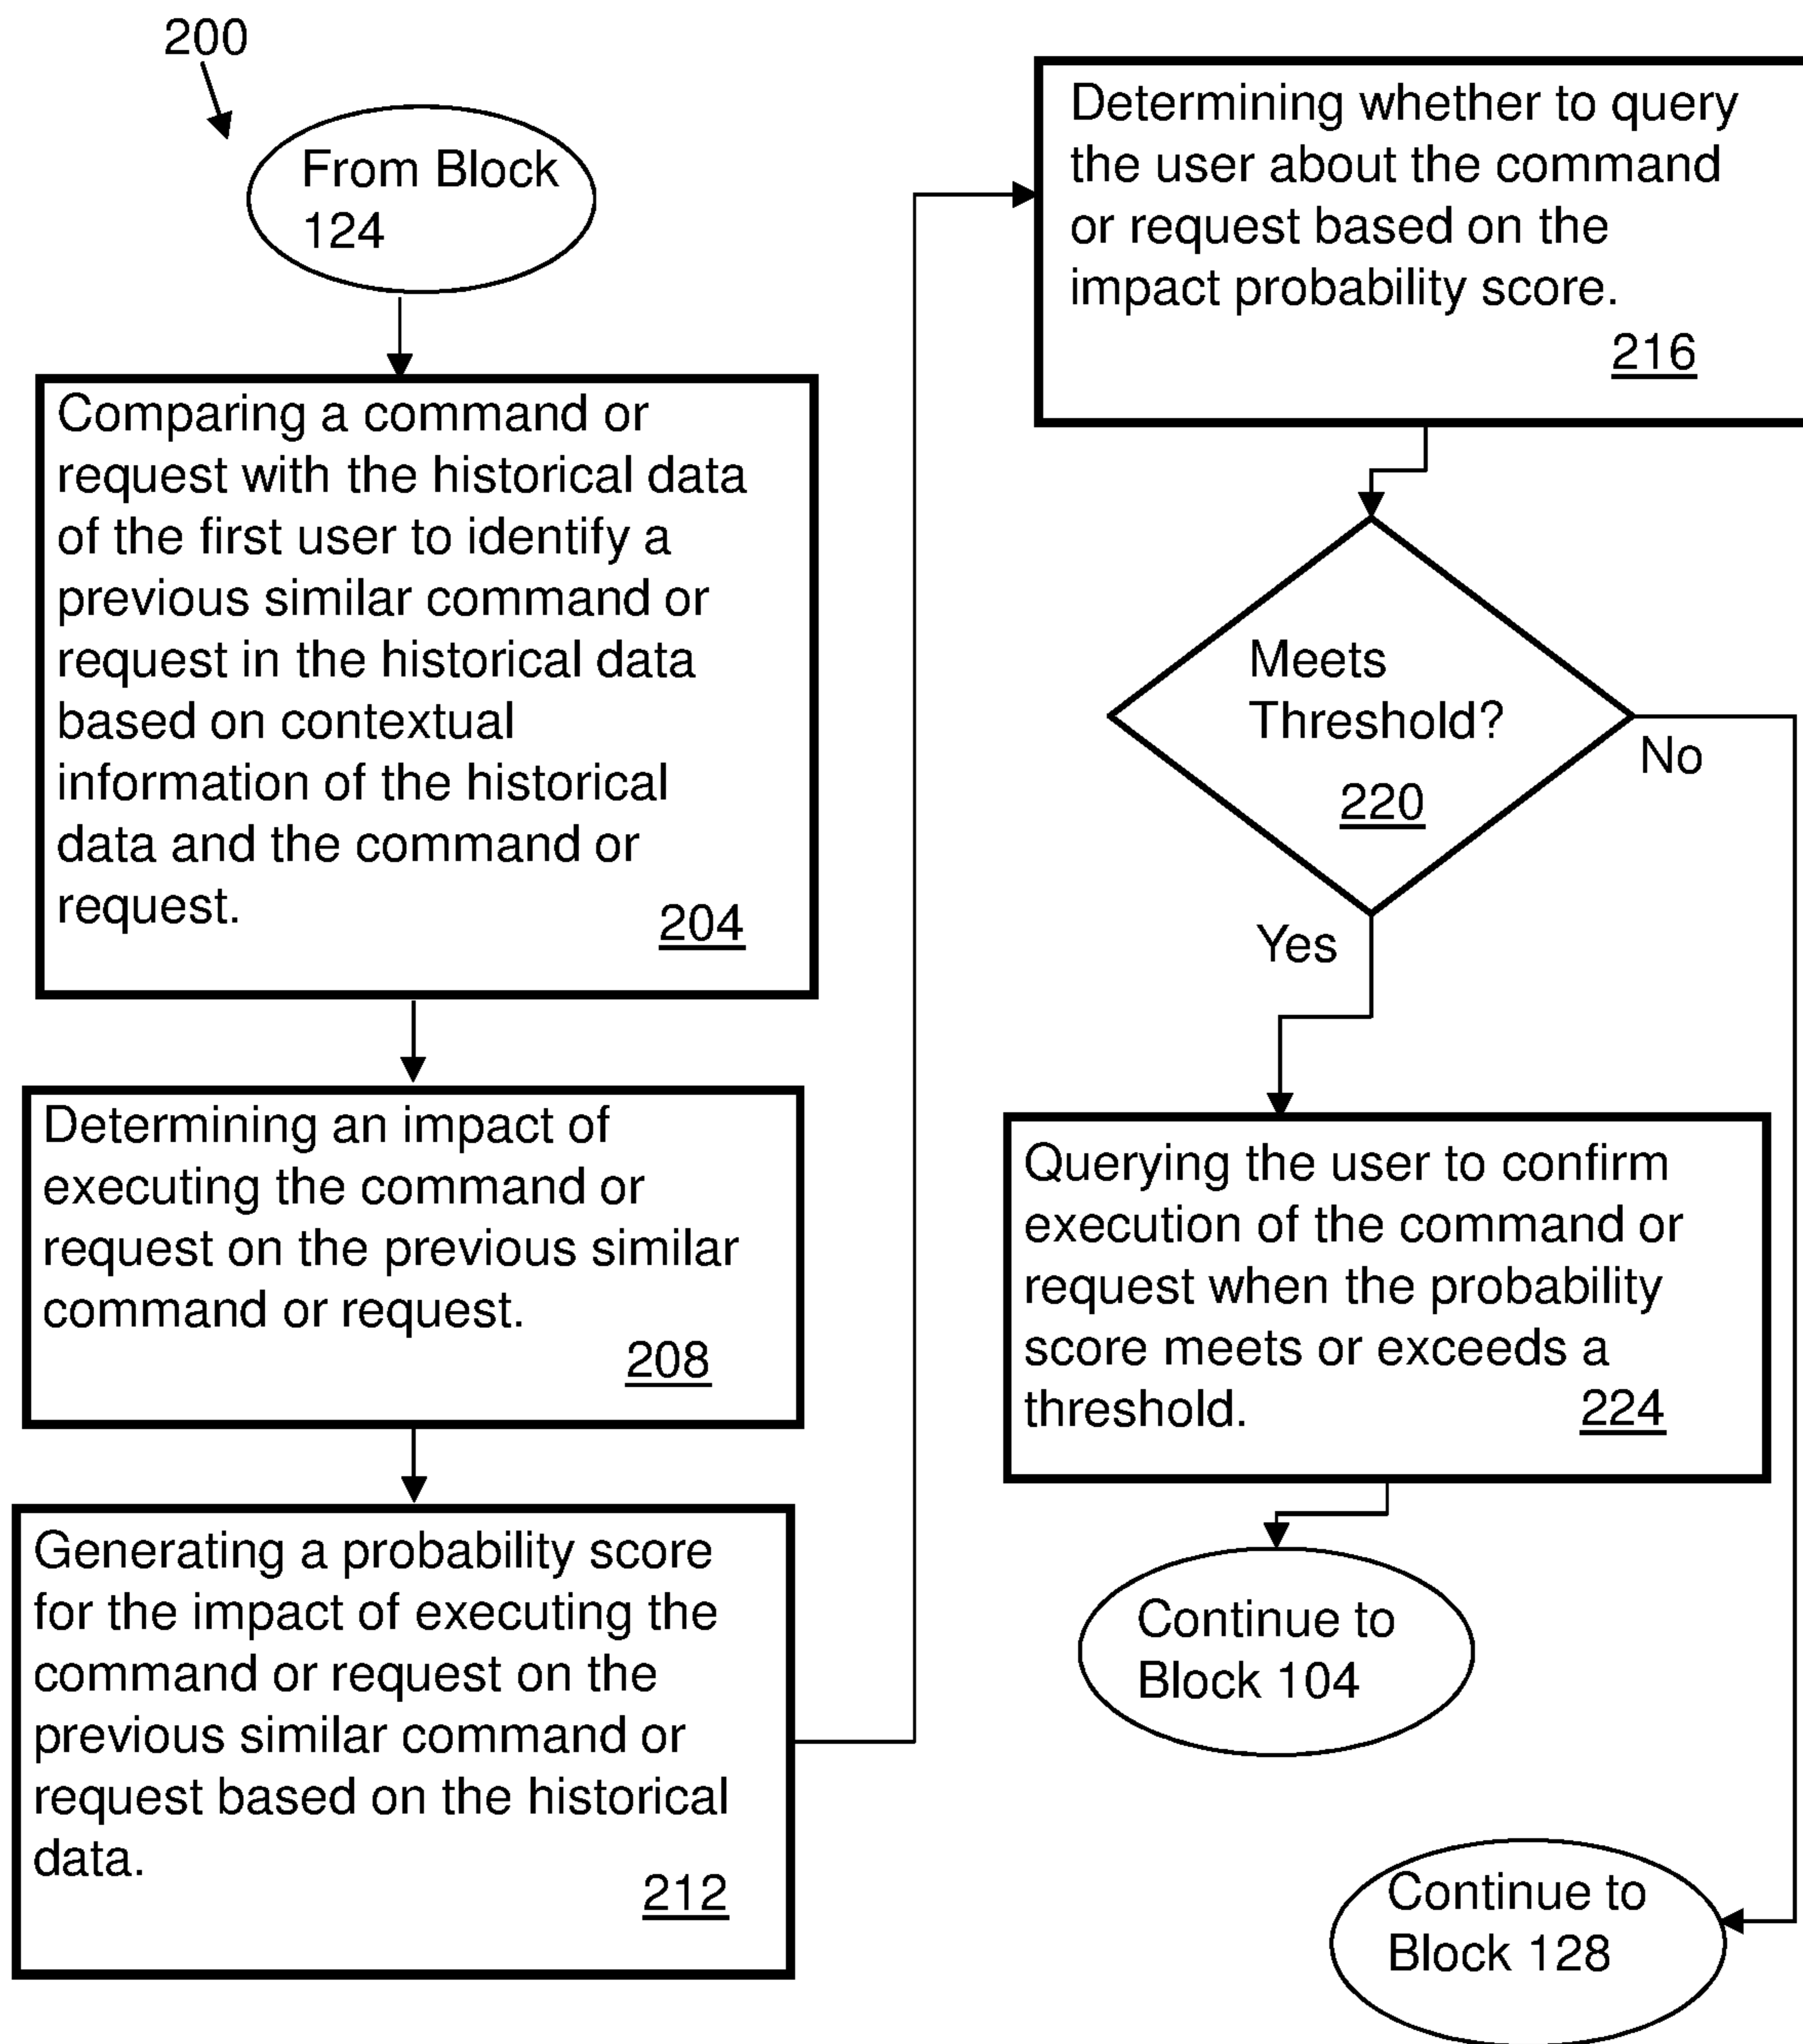 200
From Block
124
Comparing a command or
request with the historical data
of the first user to identify a
previous similar command or
request in the historical data
based on contextual
information of the historical
data and the command or
request.
204
Determining an impact of
executing the command or
request on the previous similar
command or request.
208
Generating a probability score
for the impact of executing the
command or request on the
previous similar command or
request based on the historical
data.
212
Determining whether to query
the user about the command
or request based on the
impact probability score.
216
Meets
Threshold?
220
No
Yes
Querying the user to confirm
execution of the command or
request when the probability
score meets or exceeds a
threshold.
224
Continue to
Block 104
Continue to
Block 128